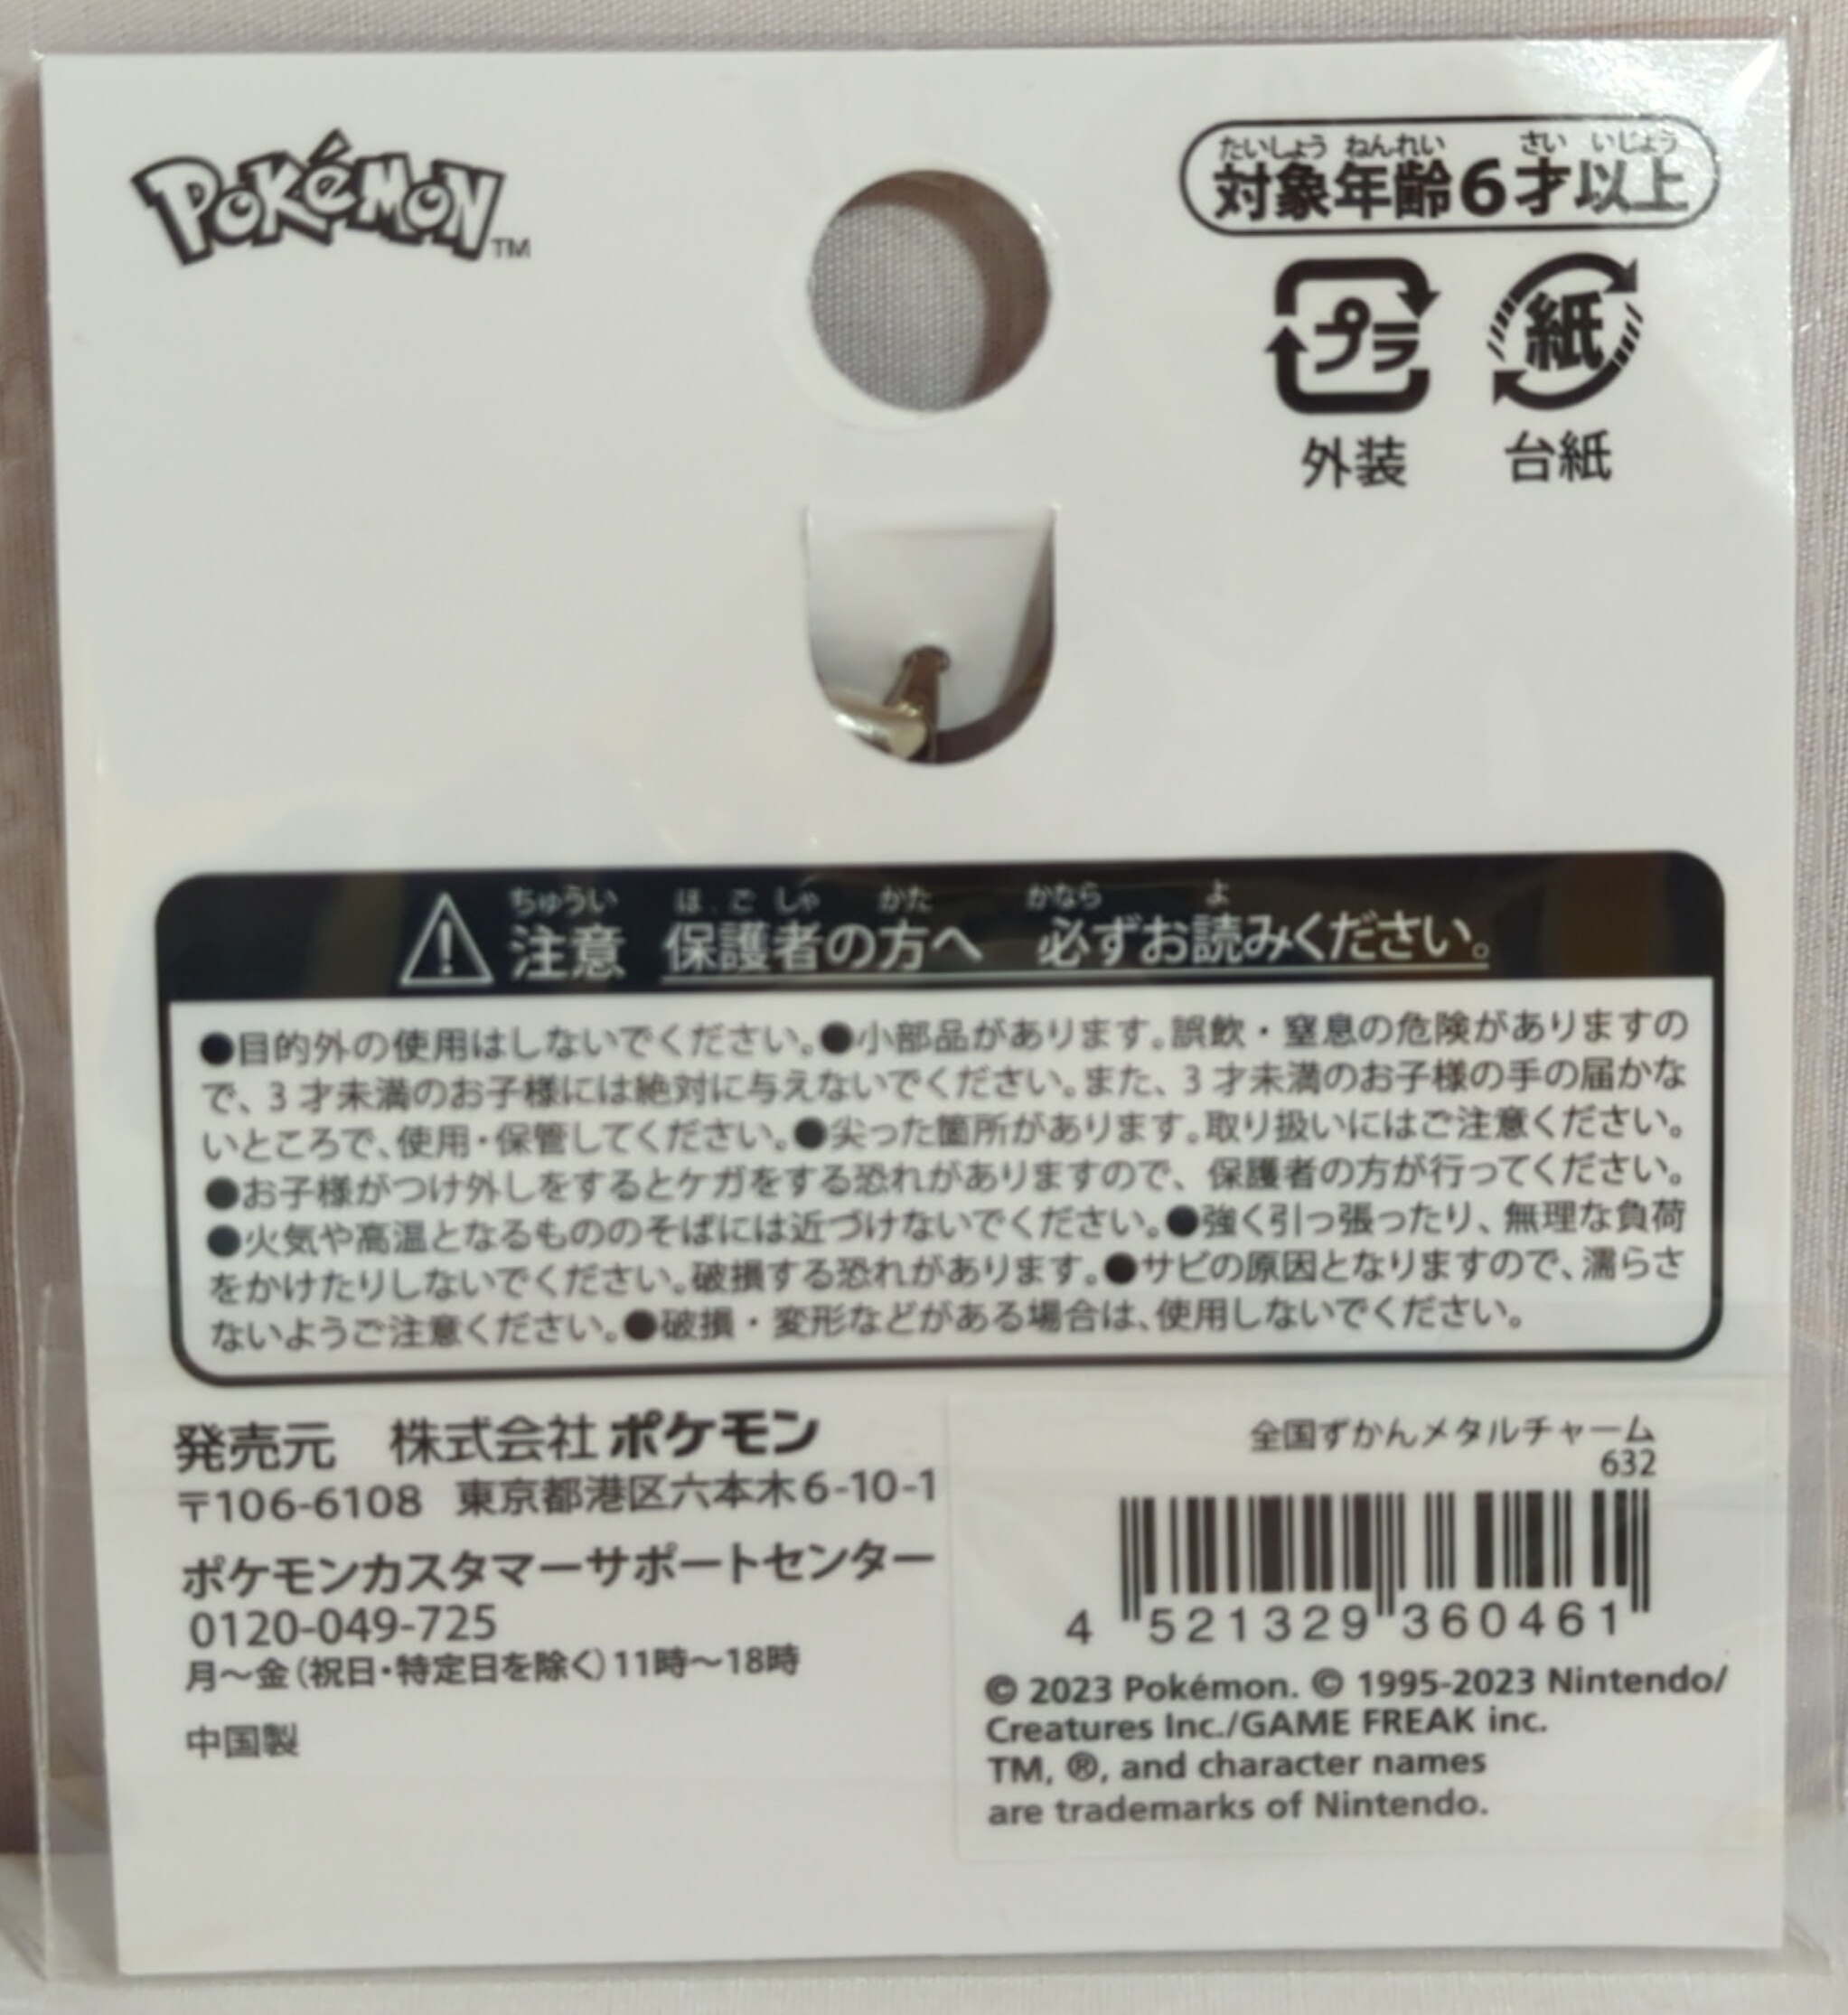 POKéMON™
たいしょう ねんれい さい いじょう
対象年齢6才以上
プラ 紙
外装 台紙
ちゅうい ほごしゃ かた かなら よ
注意 保護者の方へ 必ずお読みください。
●目的外の使用はしないでください。●小部品があります。誤飲・窒息の危険がありますの
で、3才未満のお子様には絶対に与えないでください。また、3才未満のお子様の手の届かな
いところで、使用・保管してください。●尖った箇所があります。取り扱いにはご注意ください。
●お子様がつけ外しをするとケガをする恐れがありますので、保護者の方が行ってください。
●火気や高温となるもののそばには近づけないでください。●強く引っ張ったり、無理な負荷
をかけたりしないでください。破損する恐れがあります。●サビの原因となりますので、濡らさ
ないようご注意ください。●破損・変形などがある場合は、使用しないでください。
発売元 株式会社ポケモン
〒106-6108 東京都港区六本木6-10-1
ポケモンカスタマーサポートセンター
0120-049-725
月～金(祝日・特定日を除く)11時～18時
中国製
全国ずかんメタルチャーム
632
4 521329 360461
© 2023 Pokémon. © 1995-2023 Nintendo/
Creatures Inc./GAME FREAK inc.
TM, ®, and character names
are trademarks of Nintendo.